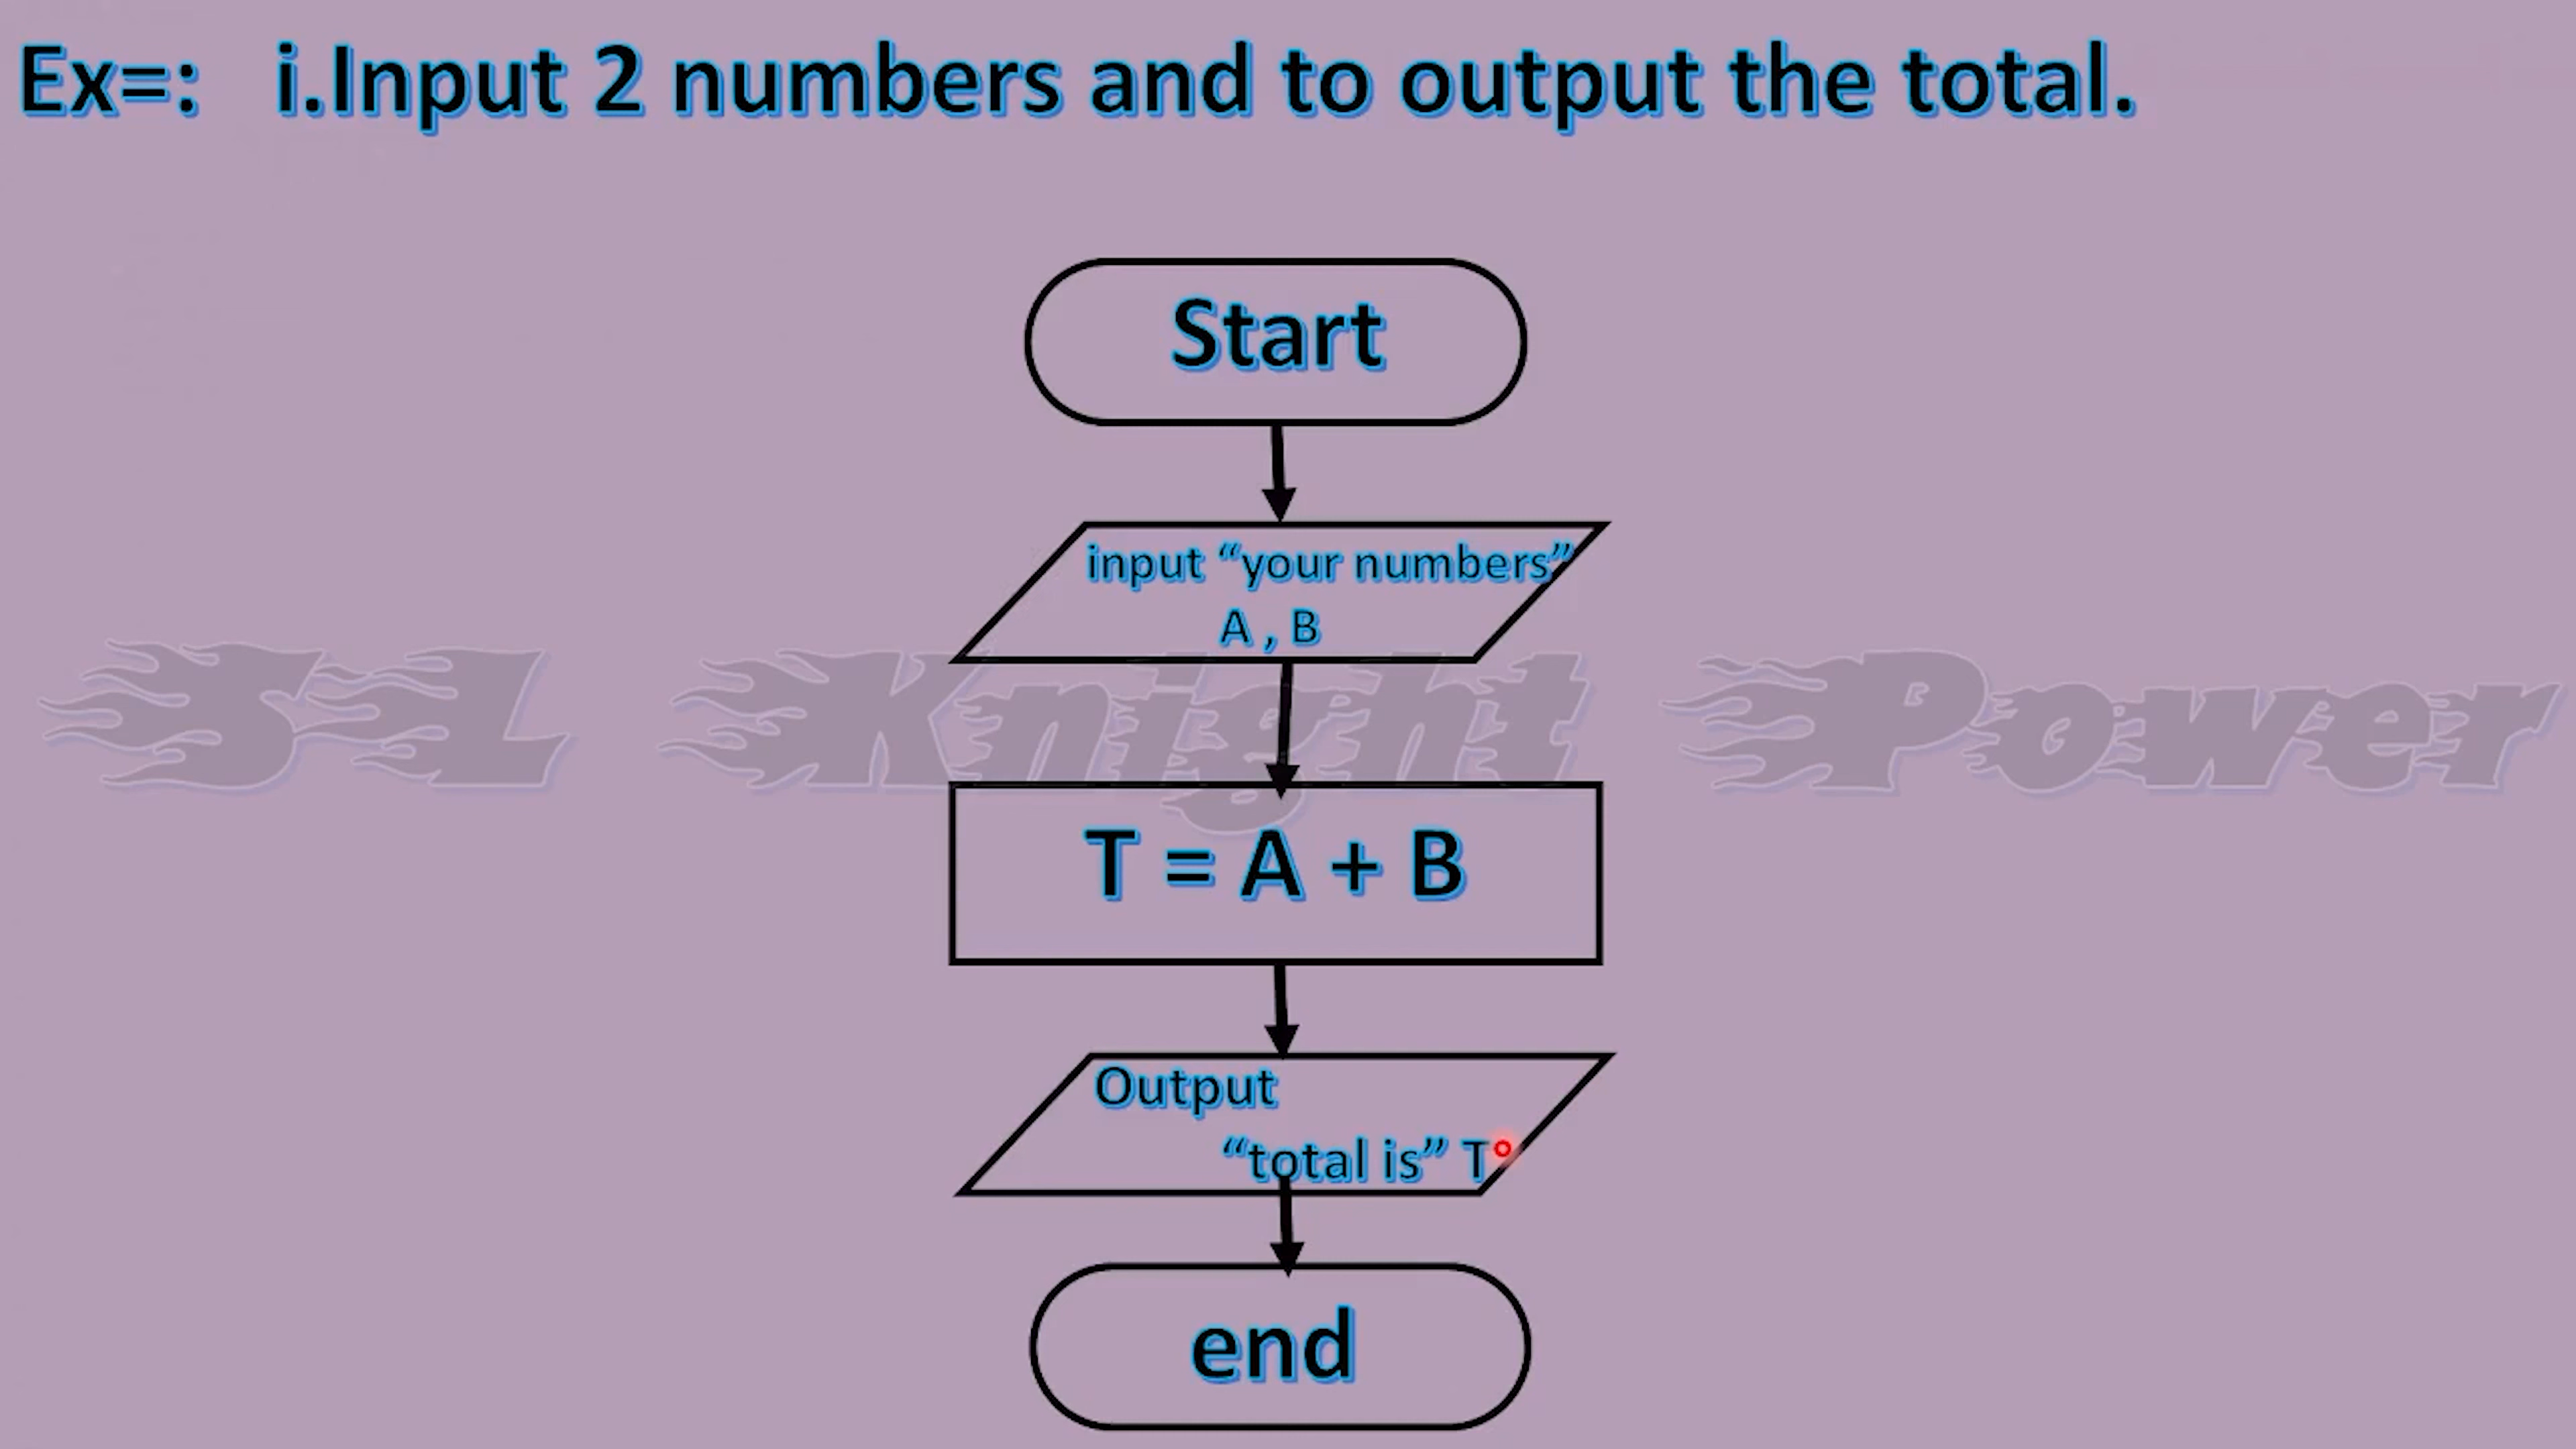 Ex=: i.Input 2 numbers and to output the total.
Start
input “your numbers”
A , B
S-L Knight Power
T = A + B
Output
“total is” T
end